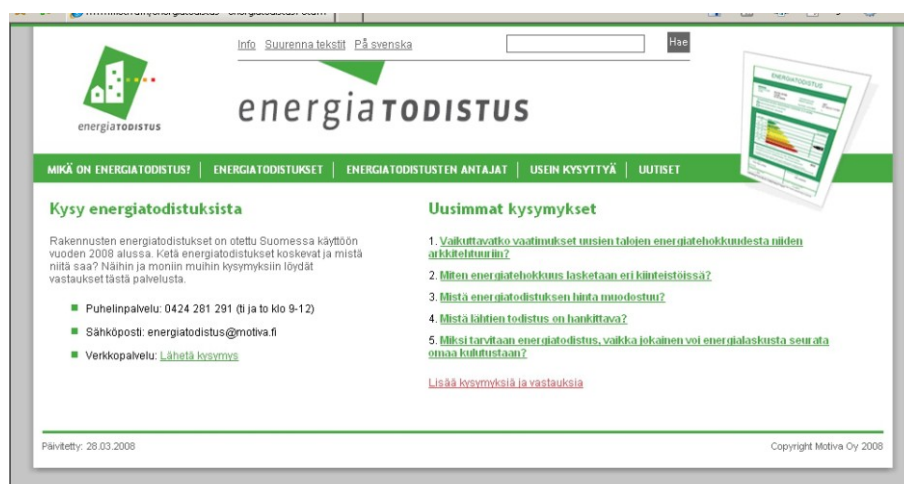 Info Suurenna tekstit På svenska Hae
energiaTODISTUS
energiaTODISTUS
ENERGIATODISTUS
MIKÄ ON ENERGIATODISTUS? ENERGIATODISTUKSET ENERGIATODISTUSTEN ANTAJAT USEIN KYSYTTYÄ UUTISET
Kysy energiatodistuksista
Rakennusten energiatodistukset on otettu Suomessa käyttöön
vuoden 2008 alussa. Ketä energiatodistukset koskevat ja mistä
niitä saa? Näihin ja moniin muihin kysymyksiin löydät
vastaukset tästä palvelusta.
Puhelinpalvelu: 0424 281 291 (ti ja to klo 9-12)
Sähköposti: energiatodistus@motiva.fi
Verkkopalvelu: Lähetä kysymys
Uusimmat kysymykset
1. Vaikuttavatko vaatimukset uusien talojen energiatehokkuudesta niiden
arkkitehtuuriin?
2. Miten energiatehokkuus lasketaan eri kiinteistöissä?
3. Mistä energiatodistuksen hinta muodostuu?
4. Mistä lähtien todistus on hankittava?
5. Miksi tarvitaan energiatodistus, vaikka jokainen voi energialaskusta seurata
omaa kulutustaan?
Lisää kysymyksiä ja vastauksia
Päivitetty: 28.03.2008
Copyright Motiva Oy 2008